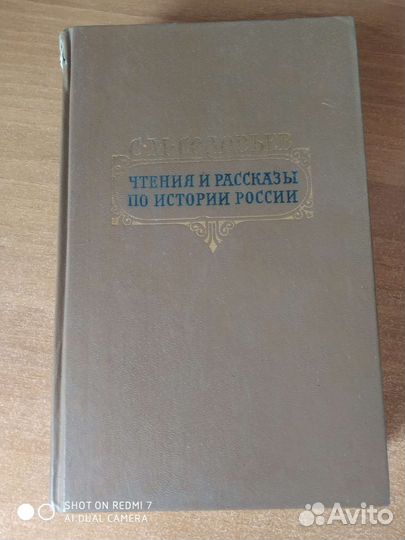 С·М·СОЛОВЬЕВ
ЧТЕНИЯ И РАССКАЗЫ
ПО ИСТОРИИ РОССИИ
SHOT ON REDMI 7
AI DUAL CAMERA
Avito